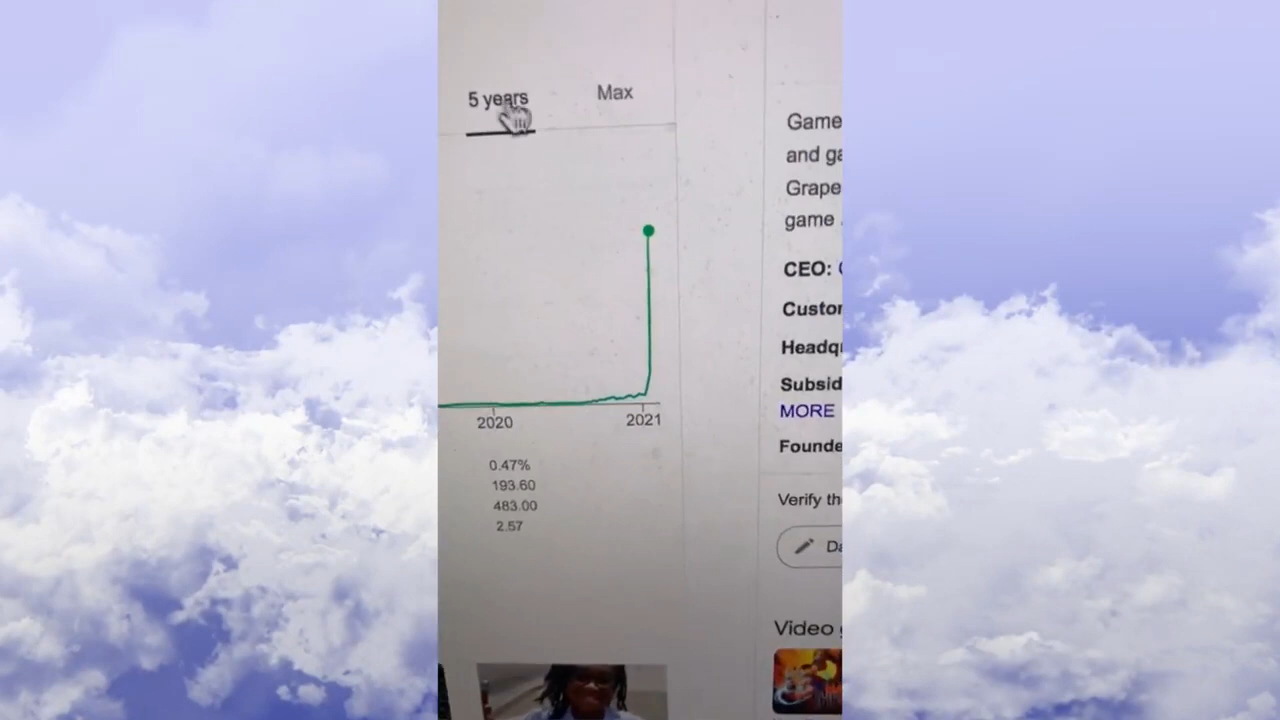 5 years
Max
2020
2021
0.47%
193.60
483.00
2.57
Game
and ga
Grape
game
CEO:
Custor
Headq
Subsid
MORE
Founde
Verify th
Da
Video